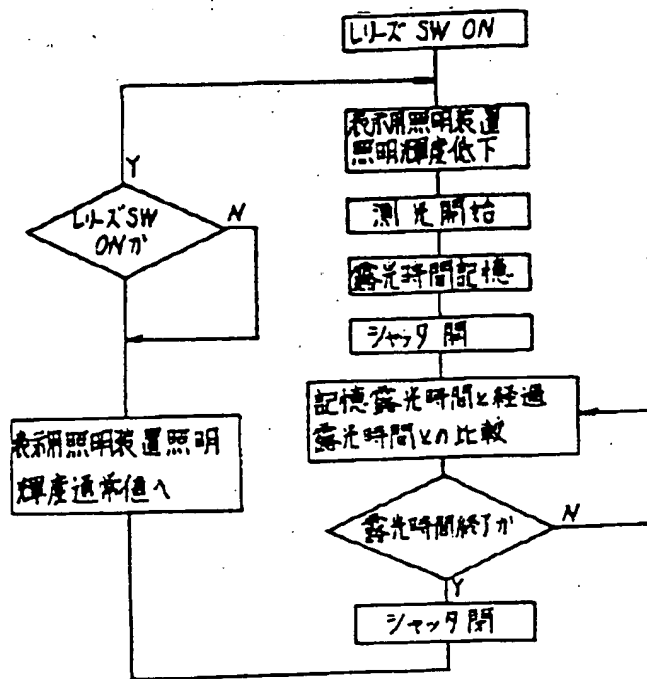 レリーズ SW ON
表示用照明装置
照明輝度低下
測光開始
露光時間記憶
シャッタ開
記憶露光時間と経過
露光時間との比較
露光時間終了か
N
Y
シャッタ閉
表示用照明装置照明
輝度通常値へ
レリーズSW
ONか
N
Y